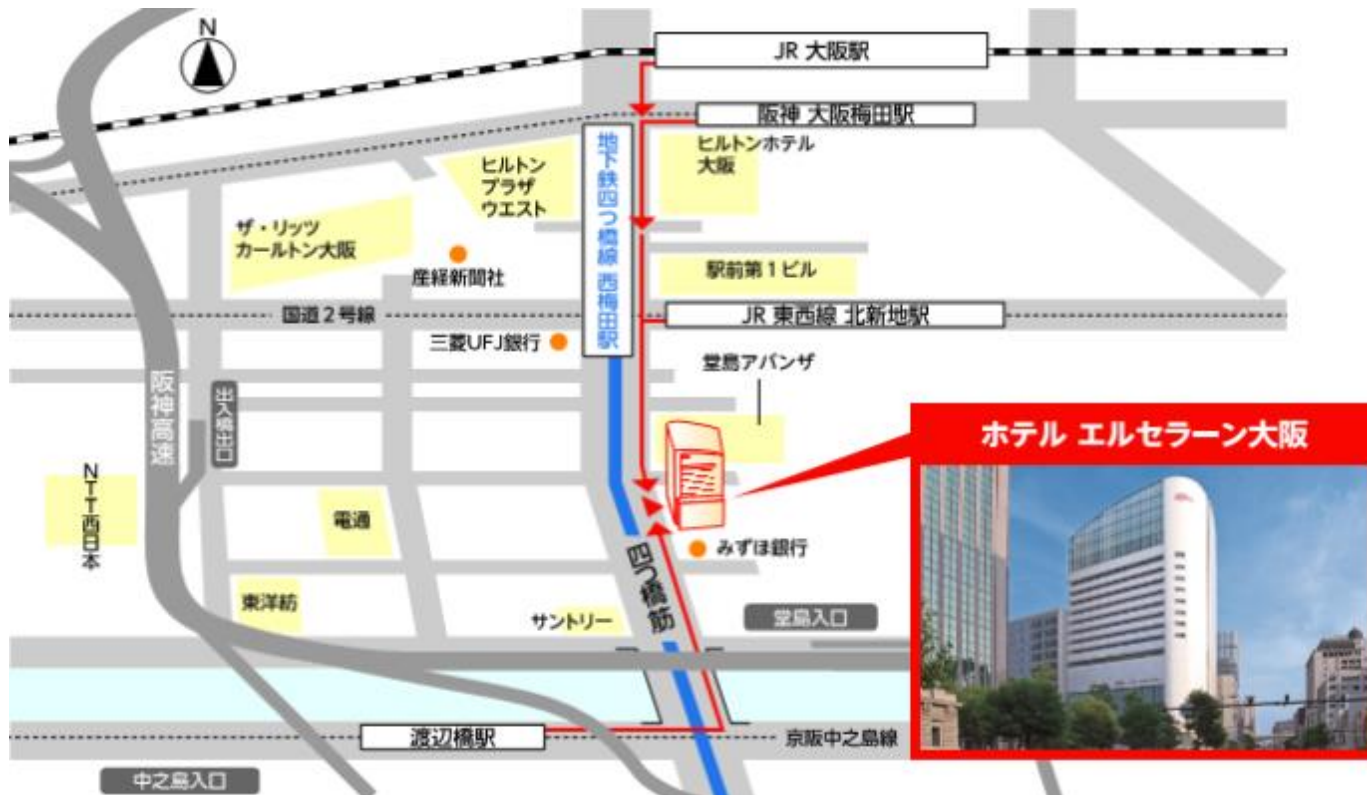 N
JR 大阪駅
阪神 大阪梅田駅
ヒルトンホテル
大阪
地下鉄四つ橋線 西梅田駅
ヒルトン
プラザ
ウエスト
ザ・リッツ
カールトン大阪
産経新聞社
駅前第1ビル
国道2号線
JR 東西線 北新地駅
三菱UFJ銀行
堂島アバンザ
阪神高速
出入橋出口
ホテル エルセラーン大阪
NTT西日本
電通
みずほ銀行
四つ橋筋
東洋紡
サントリー
堂島入口
渡辺橋駅
京阪中之島線
中之島入口